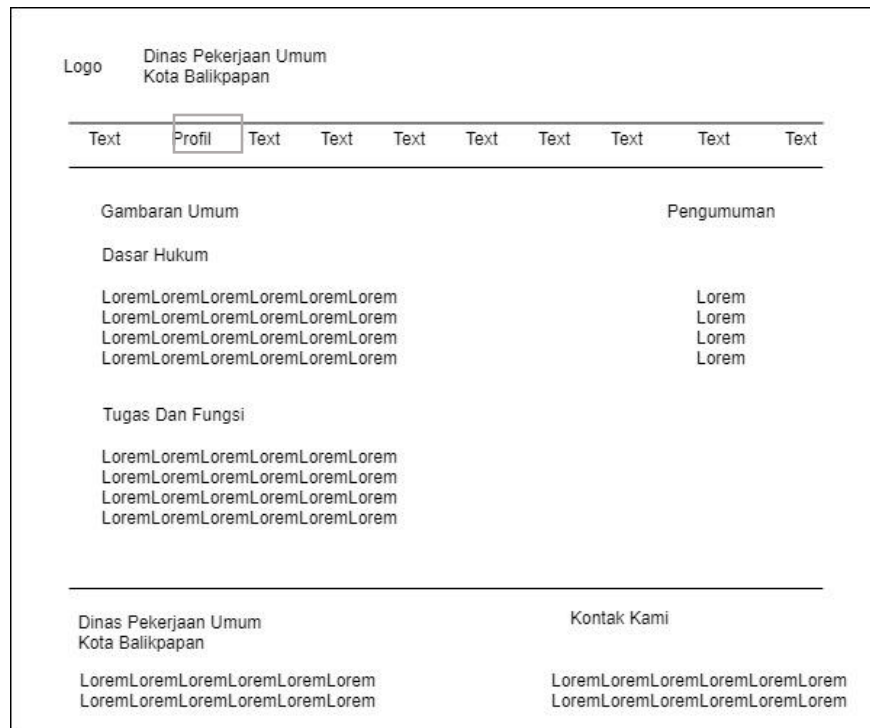 Logo
Dinas Pekerjaan Umum
Kota Balikpapan
Text Profil Text Text Text Text Text Text Text Text
Gambaran Umum
Dasar Hukum
LoremLoremLoremLoremLoremLorem
LoremLoremLoremLoremLoremLorem
LoremLoremLoremLoremLoremLorem
LoremLoremLoremLoremLoremLorem
Tugas Dan Fungsi
LoremLoremLoremLoremLoremLorem
LoremLoremLoremLoremLoremLorem
LoremLoremLoremLoremLoremLorem
LoremLoremLoremLoremLoremLorem
Pengumuman
Lorem
Lorem
Lorem
Lorem
Dinas Pekerjaan Umum
Kota Balikpapan
LoremLoremLoremLoremLoremLorem
LoremLoremLoremLoremLoremLorem
Kontak Kami
LoremLoremLoremLoremLoremLorem
LoremLoremLoremLoremLoremLorem